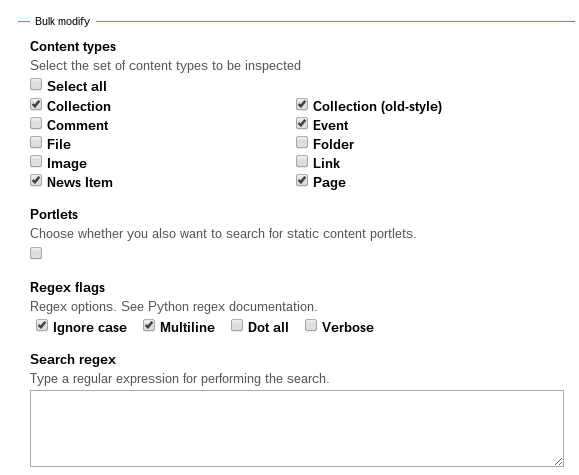 Bulk modify
Content types
Select the set of content types to be inspected
Select all
Collection Collection (old-style)
Comment Event
File Folder
Image Link
News Item Page
Portlets
Choose whether you also want to search for static content portlets.
Regex flags
Regex options. See Python regex documentation.
Ignore case Multiline Dot all Verbose
Search regex
Type a regular expression for performing the search.